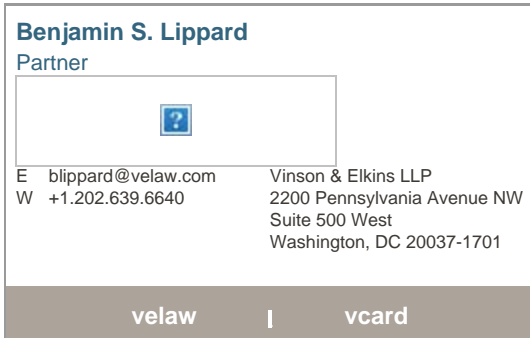 Benjamin S. Lippard
Partner
E blippard@velaw.com
W +1.202.639.6640
Vinson & Elkins LLP
2200 Pennsylvania Avenue NW
Suite 500 West
Washington, DC 20037-1701
velaw | vcard